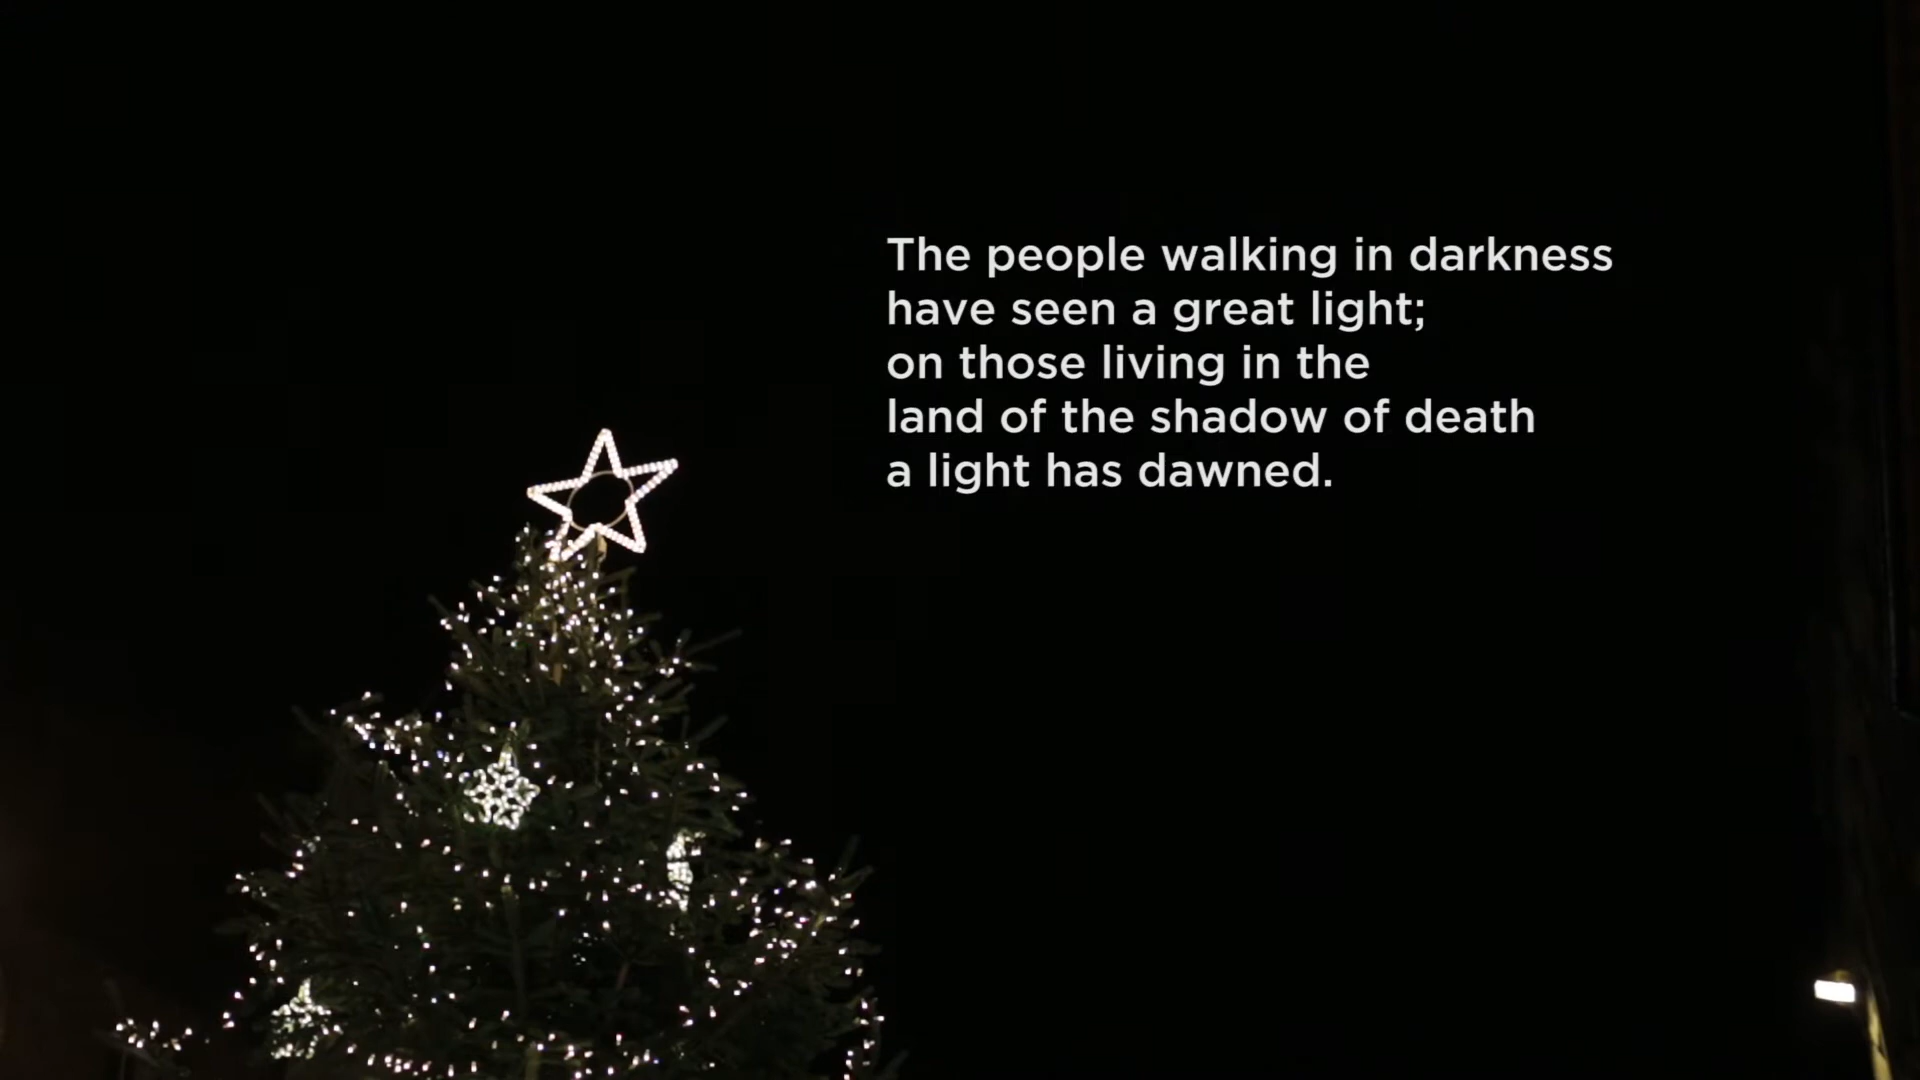 The people walking in darkness
have seen a great light;
on those living in the
land of the shadow of death
a light has dawned.